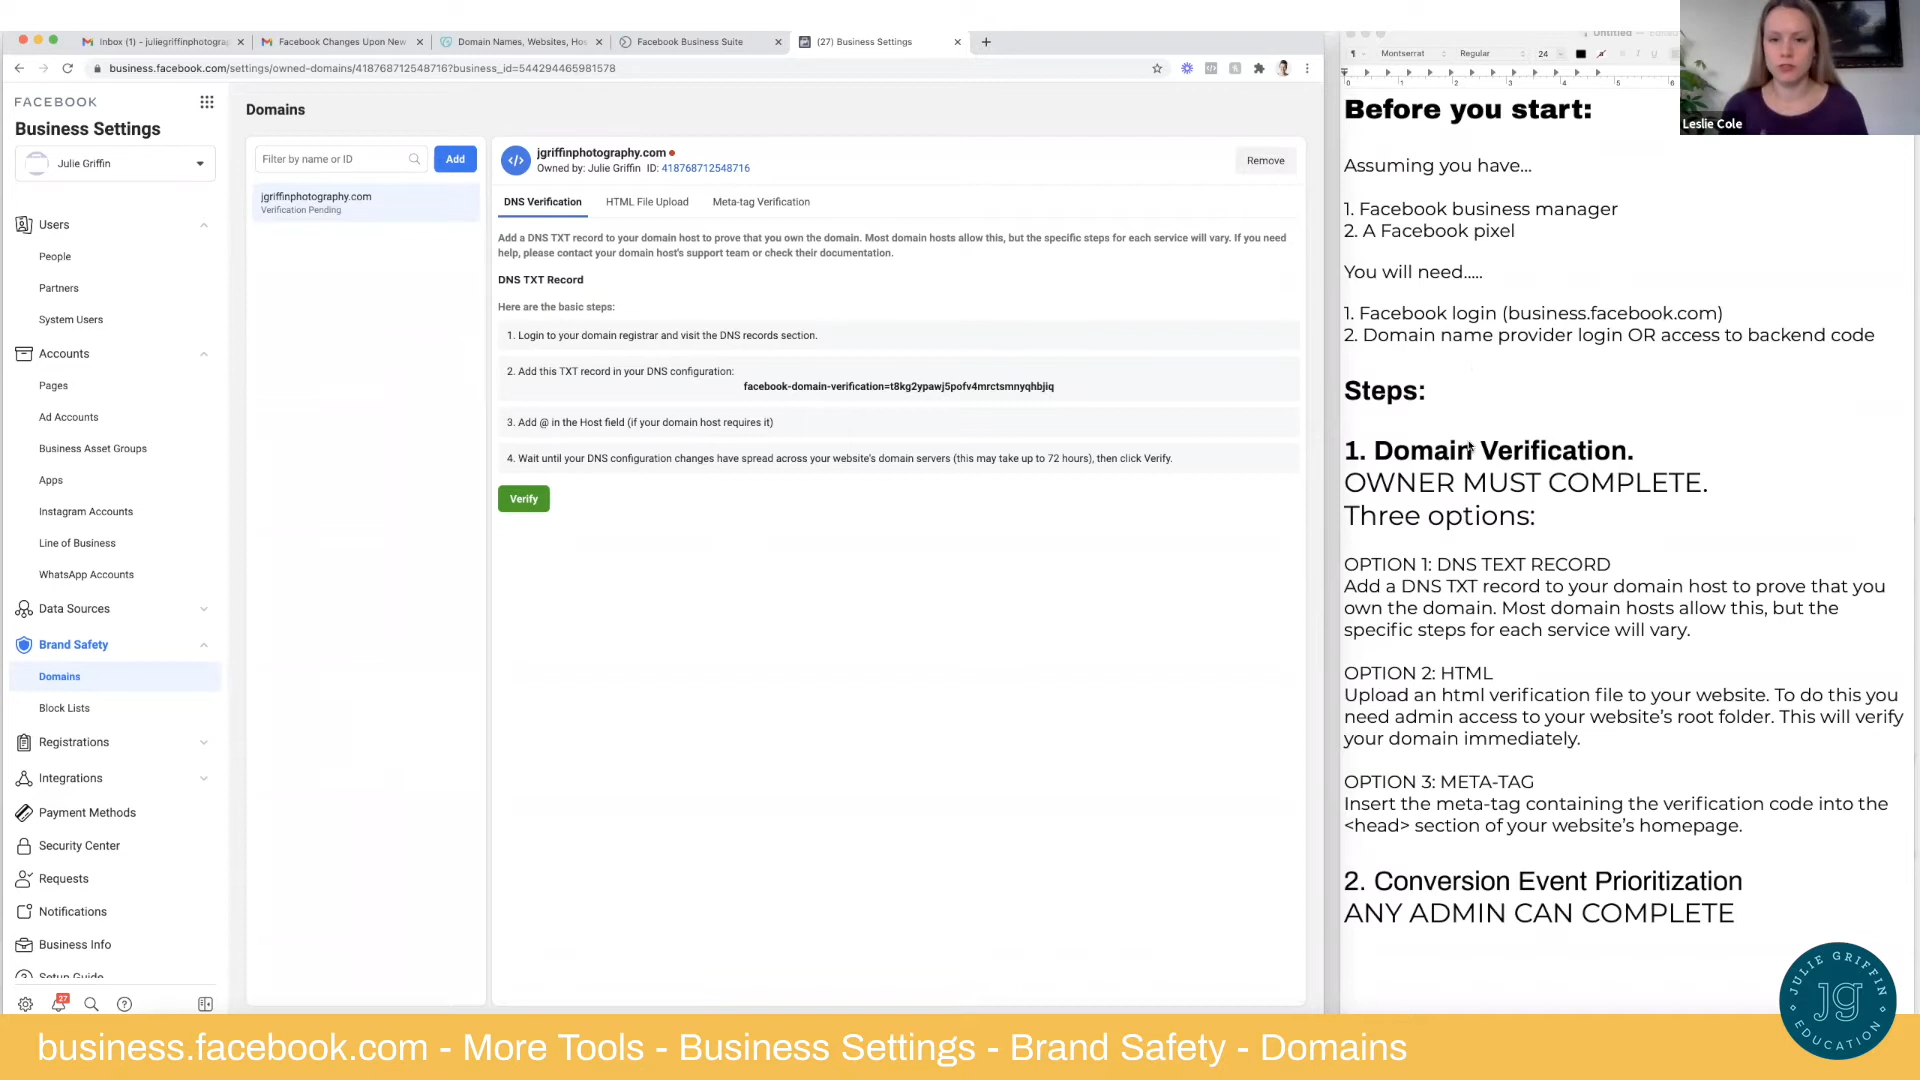 Inbox (1) - juliegriffinphotograp
Facebook Changes Upon New
Domain Names, Websites, Hos
Facebook Business Suite
(27) Business Settings
business.facebook.com/settings/owned-domains/418768712548716?business_id=544294465981578
FACEBOOK
Business Settings
Julie Griffin
Users
People
Partners
System Users
Accounts
Pages
Ad Accounts
Business Asset Groups
Apps
Instagram Accounts
Line of Business
WhatsApp Accounts
Data Sources
Brand Safety
Domains
Block Lists
Registrations
Integrations
Payment Methods
Security Center
Requests
Notifications
Business Info
Setup Guide
27
Domains
Filter by name or ID
Add
jgriffinphotography.com
Verification Pending
jgriffinphotography.com
Owned by: Julie Griffin ID: 418768712548716
Remove
DNS Verification HTML File Upload Meta-tag Verification
Add a DNS TXT record to your domain host to prove that you own the domain. Most domain hosts allow this, but the specific steps for each service will vary. If you need
help, please contact your domain host's support team or check their documentation.
DNS TXT Record
Here are the basic steps:
1. Login to your domain registrar and visit the DNS records section.
2. Add this TXT record in your DNS configuration:
facebook-domain-verification=t8kg2ypawj5pofv4mrctsmnyqhbjiq
3. Add @ in the Host field (if your domain host requires it)
4. Wait until your DNS configuration changes have spread across your website's domain servers (this may take up to 72 hours), then click Verify.
Verify
Untitled
Montserrat Regular 24
0 1 2 3 4 5 6
Before you start:
Assuming you have...
1. Facebook business manager
2. A Facebook pixel
You will need.....
1. Facebook login (business.facebook.com)
2. Domain name provider login OR access to backend code
Steps:
1. Domain Verification.
OWNER MUST COMPLETE.
Three options:
OPTION 1: DNS TEXT RECORD
Add a DNS TXT record to your domain host to prove that you
own the domain. Most domain hosts allow this, but the
specific steps for each service will vary.
OPTION 2: HTML
Upload an html verification file to your website. To do this you
need admin access to your website's root folder. This will verify
your domain immediately.
OPTION 3: META-TAG
Insert the meta-tag containing the verification code into the
<head> section of your website's homepage.
2. Conversion Event Prioritization
ANY ADMIN CAN COMPLETE
Leslie Cole
JULIE GRIFFIN
jg
EDUCATION
business.facebook.com - More Tools - Business Settings - Brand Safety - Domains